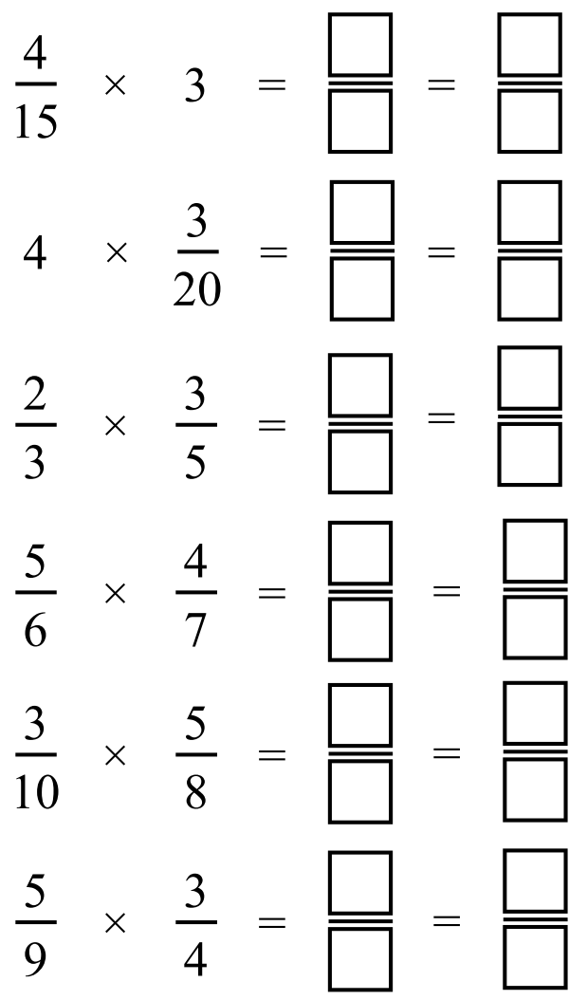 4/15 × 3 = □/□ = □/□
4 × 3/20 = □/□ = □/□
2/3 × 3/5 = □/□ = □/□
5/6 × 4/7 = □/□ = □/□
3/10 × 5/8 = □/□ = □/□
5/9 × 3/4 = □/□ = □/□